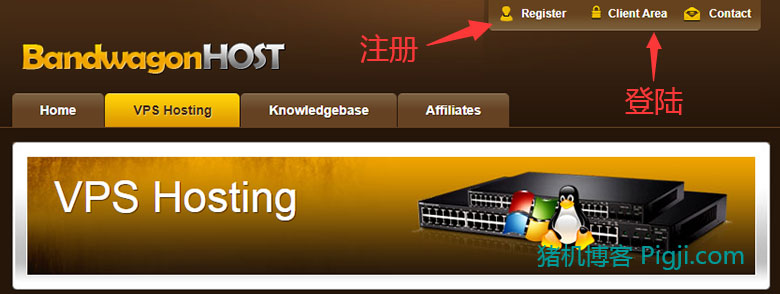 Register
Client Area
Contact
注册
登陆
BandwagonHOST
Home
VPS Hosting
Knowledgebase
Affiliates
VPS Hosting
猪机博客 Pigji.com